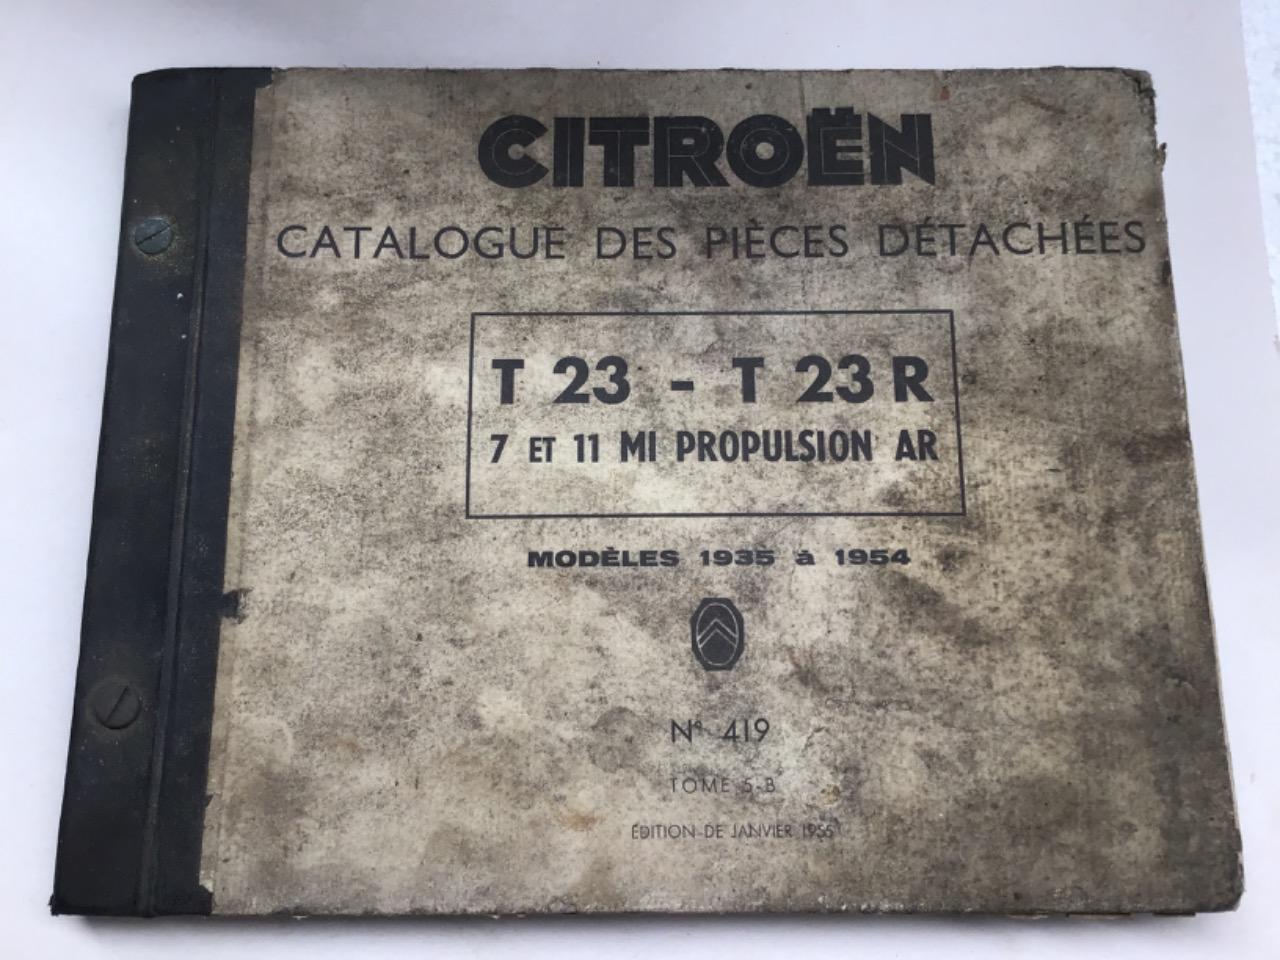 CITROËN
CATALOGUE DES PIÈCES DÉTACHÉES
T 23 - T 23 R
7 ET 11 MI PROPULSION AR
MODÈLES 1935 à 1954
N° 419
TOME 5-B
ÉDITION DE JANVIER 1955